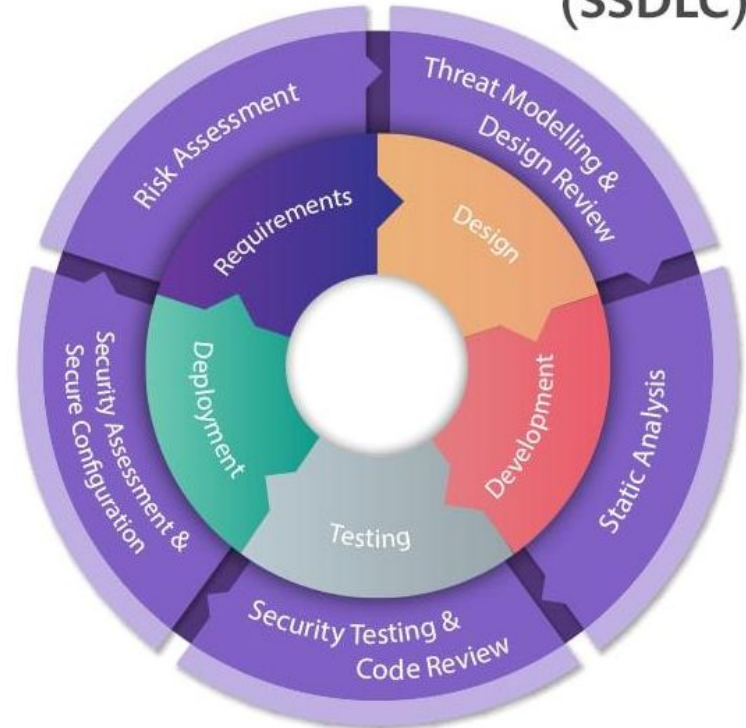 (SSDLC)
Risk Assessment
Threat Modelling &
Design Review
Static Analysis
Security Testing &
Code Review
Security Assessment &
Secure Configuration
Requirements
Design
Development
Testing
Deployment